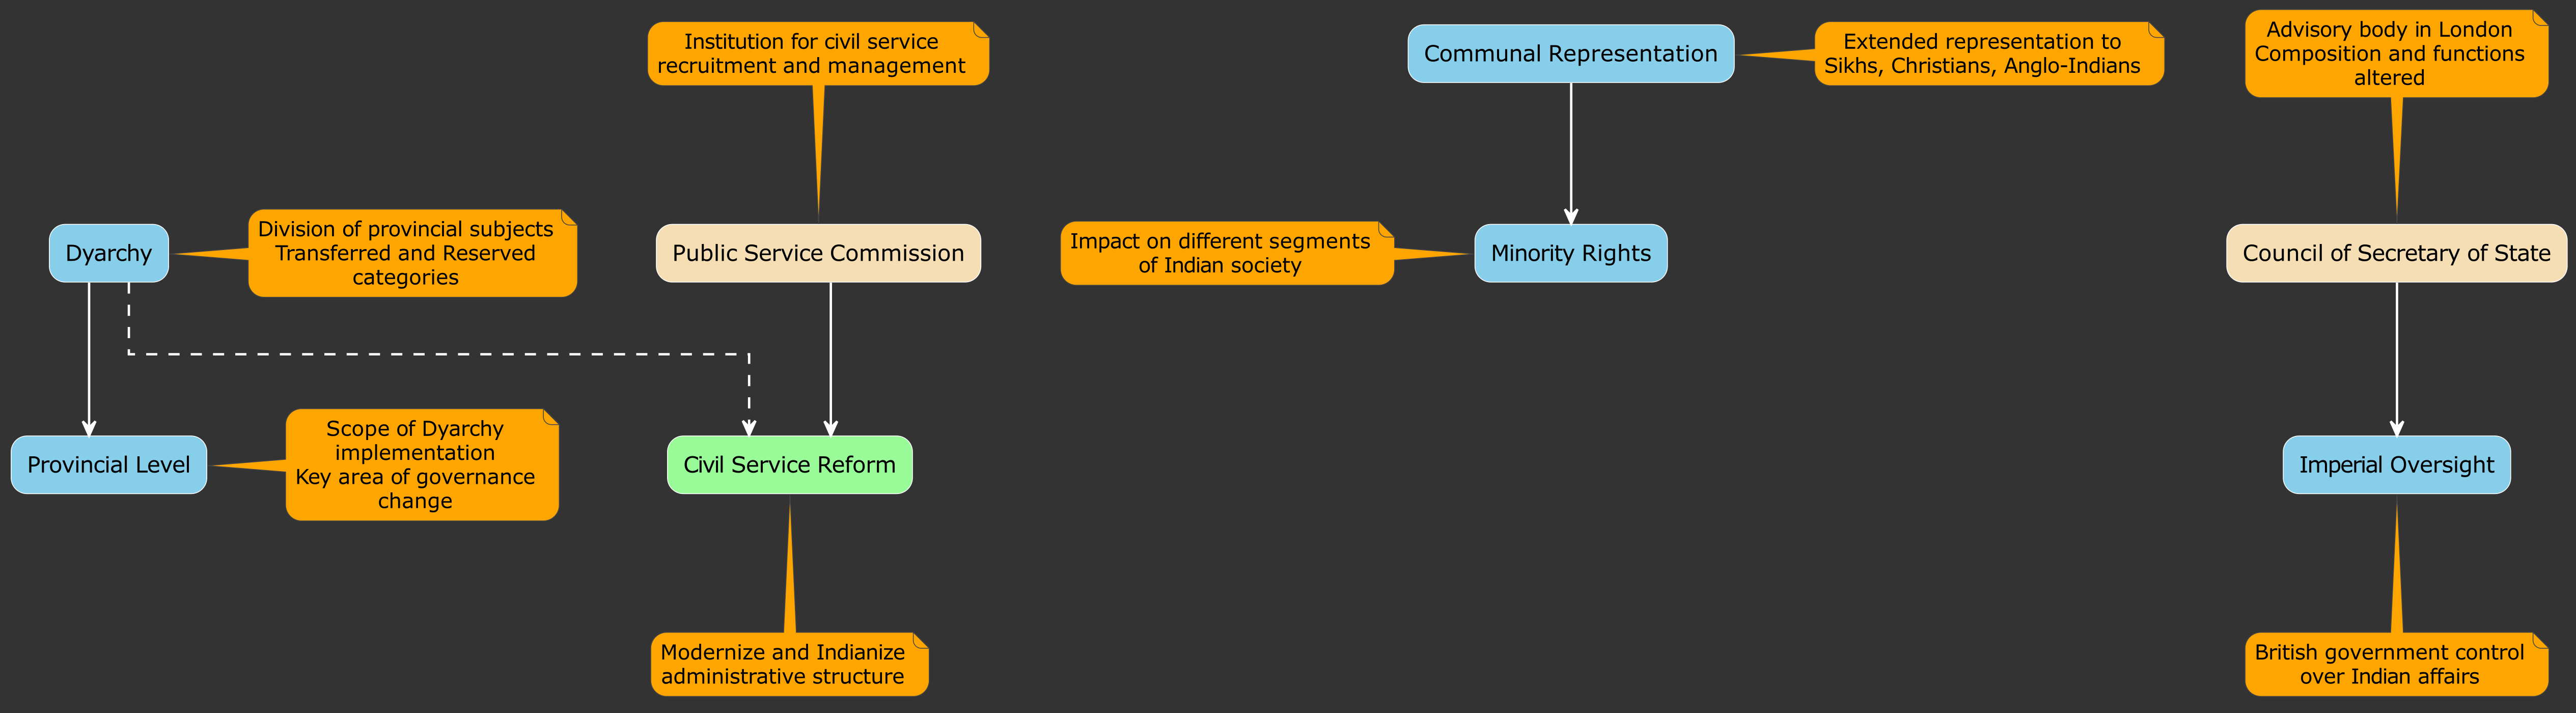 Institution for civil service
recruitment and management
Communal Representation
Extended representation to
Sikhs, Christians, Anglo-Indians
Advisory body in London
Composition and functions
altered
Dyarchy
Division of provincial subjects
Transferred and Reserved
categories
Public Service Commission
Impact on different segments
of Indian society
Minority Rights
Council of Secretary of State
Provincial Level
Scope of Dyarchy
implementation
Key area of governance
change
Civil Service Reform
Imperial Oversight
Modernize and Indianize
administrative structure
British government control
over Indian affairs